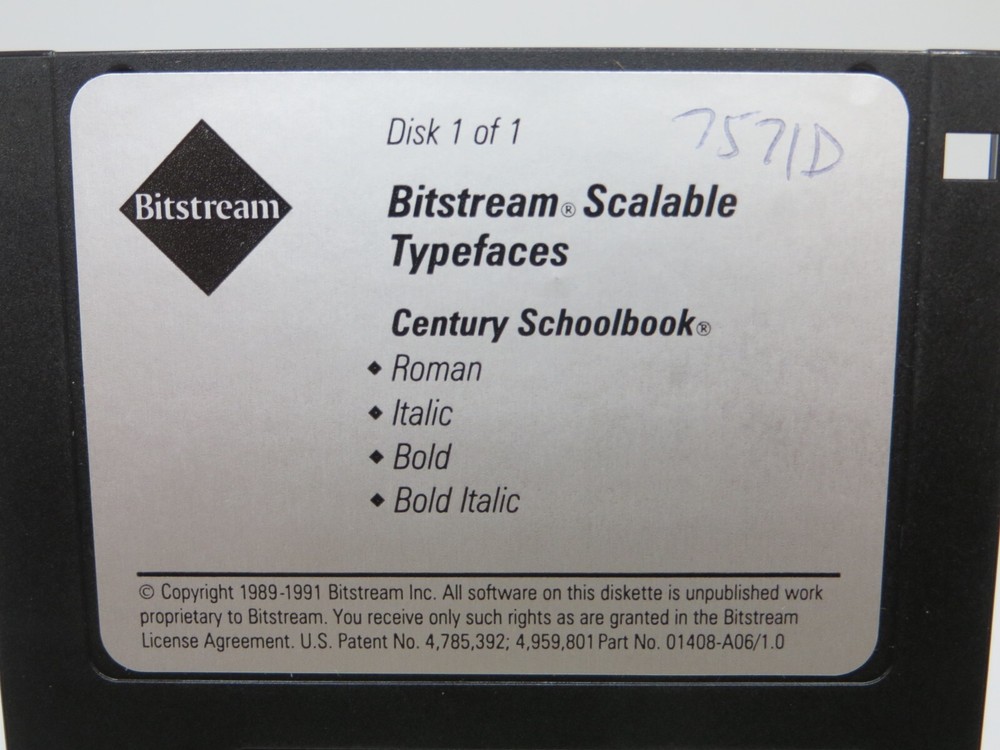 Disk 1 of 1
7571D
Bitstream
Bitstream® Scalable
Typefaces
Century Schoolbook®
◆ Roman
◆ Italic
◆ Bold
◆ Bold Italic
© Copyright 1989-1991 Bitstream Inc. All software on this diskette is unpublished work
proprietary to Bitstream. You receive only such rights as are granted in the Bitstream
License Agreement. U.S. Patent No. 4,785,392; 4,959,801 Part No. 01408-A06/1.0